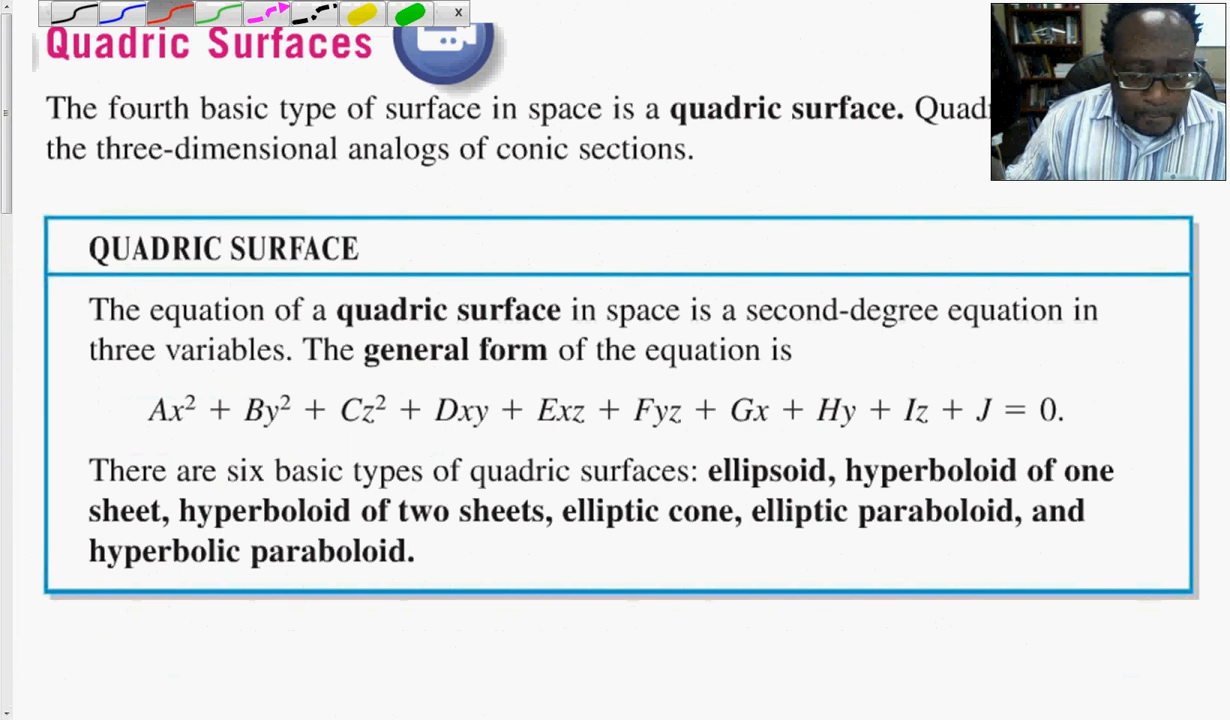 x
Quadric Surfaces
The fourth basic type of surface in space is a quadric surface. Quad
the three-dimensional analogs of conic sections.
QUADRIC SURFACE
The equation of a quadric surface in space is a second-degree equation in
three variables. The general form of the equation is
Ax² + By² + Cz² + Dxy + Exz + Fyz + Gx + Hy + Iz + J = 0.
There are six basic types of quadric surfaces: ellipsoid, hyperboloid of one
sheet, hyperboloid of two sheets, elliptic cone, elliptic paraboloid, and
hyperbolic paraboloid.